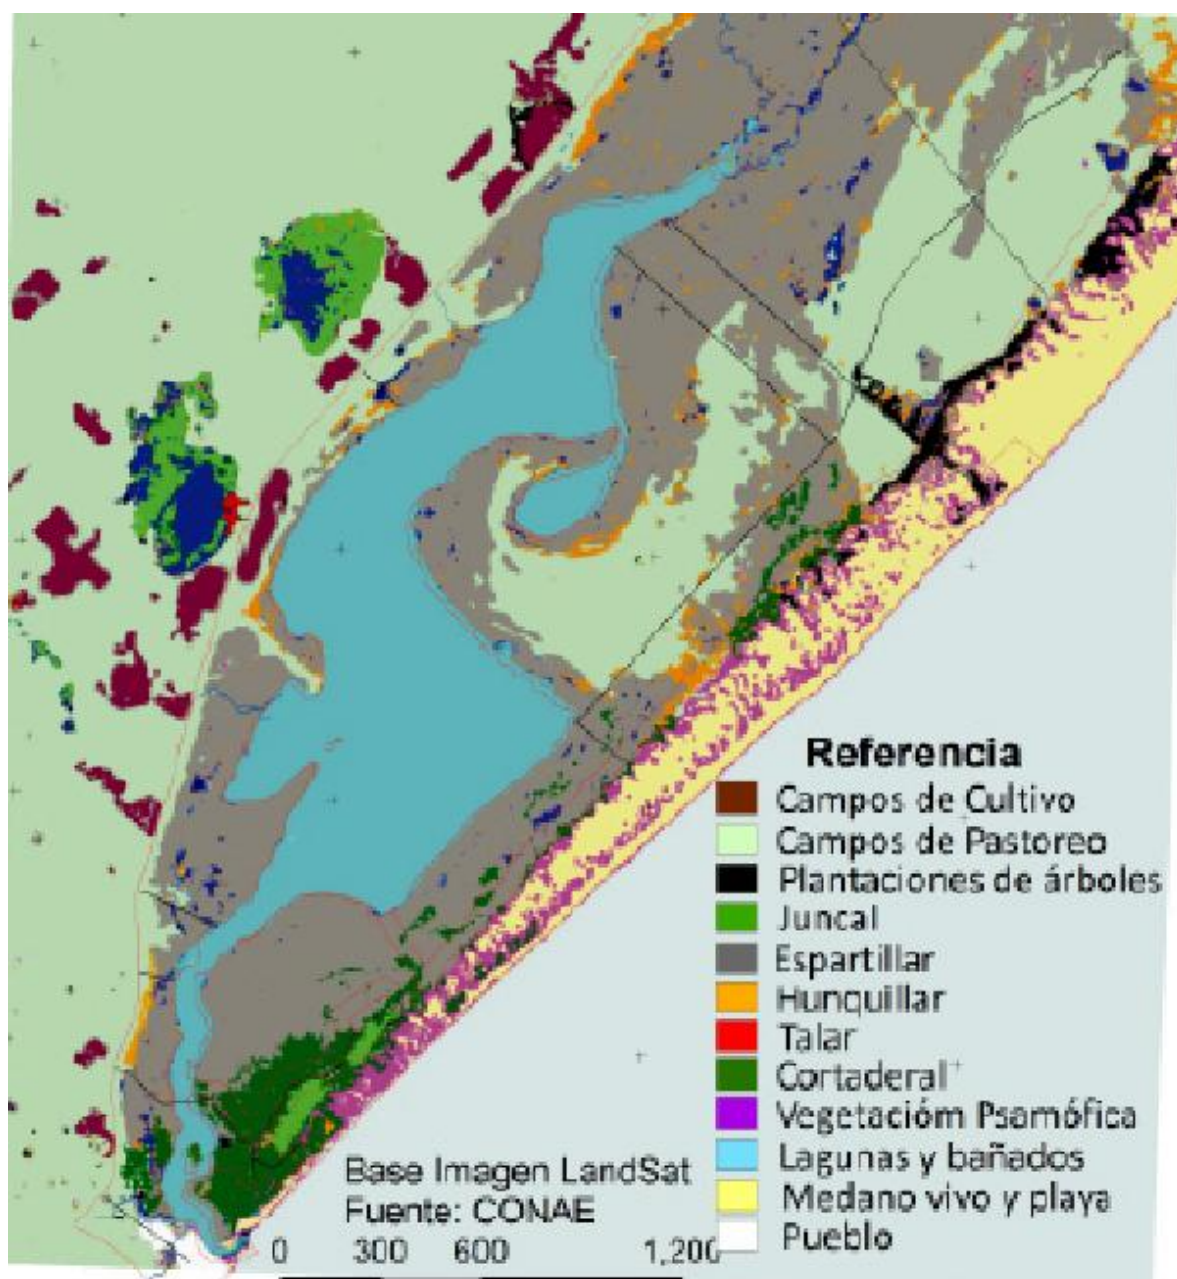 Referencia
Campos de Cultivo
Campos de Pastoreo
Plantaciones de árboles
Juncal
Espartillar
Hunquillar
Talar
Cortaderal
Vegetacióm Psamófica
Lagunas y bañados
Medano vivo y playa
Pueblo
Base Imagen LandSat
Fuente: CONAE
0 300 600 1,200